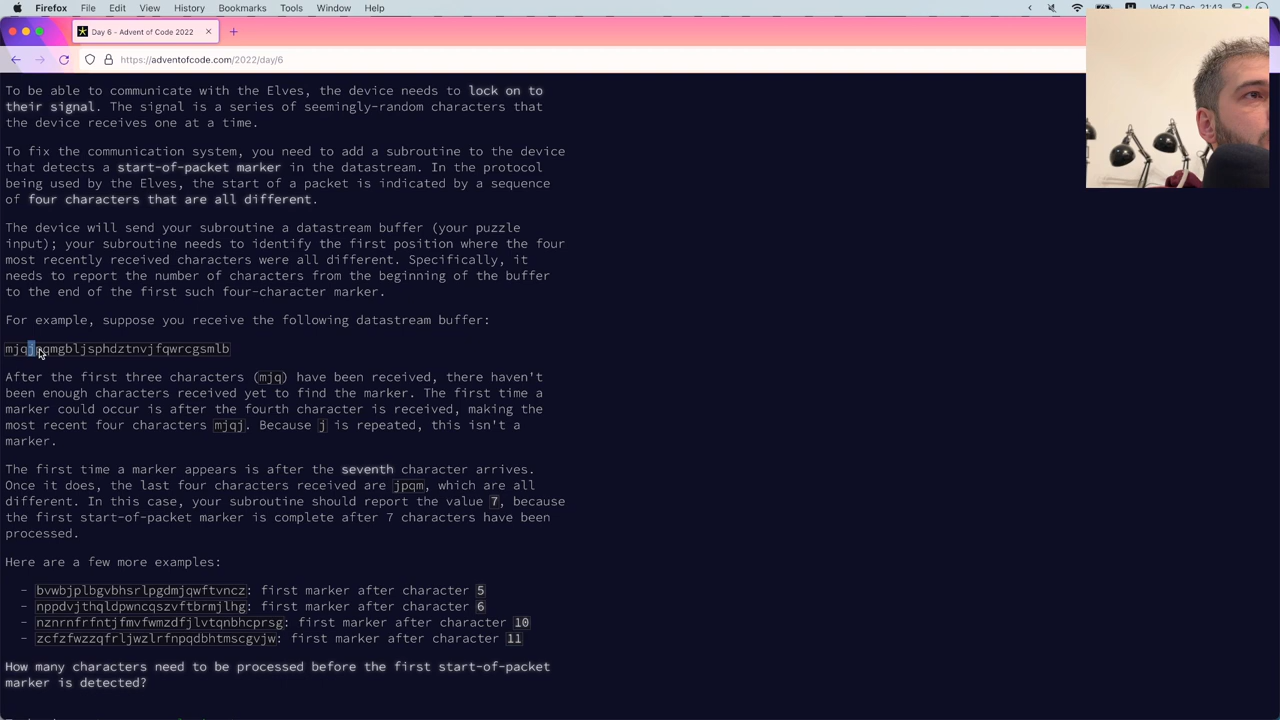 Firefox File Edit View History Bookmarks Tools Window Help
Wed 7. Dec 21:43
Day 6 - Advent of Code 2022
https://adventofcode.com/2022/day/6
To be able to communicate with the Elves, the device needs to lock on to
their signal. The signal is a series of seemingly-random characters that
the device receives one at a time.
To fix the communication system, you need to add a subroutine to the device
that detects a start-of-packet marker in the datastream. In the protocol
being used by the Elves, the start of a packet is indicated by a sequence
of four characters that are all different.
The device will send your subroutine a datastream buffer (your puzzle
input); your subroutine needs to identify the first position where the four
most recently received characters were all different. Specifically, it
needs to report the number of characters from the beginning of the buffer
to the end of the first such four-character marker.
For example, suppose you receive the following datastream buffer:
mjqjpqmgbljsphdztnvjfqwrcgsmlb
After the first three characters (mjq) have been received, there haven't
been enough characters received yet to find the marker. The first time a
marker could occur is after the fourth character is received, making the
most recent four characters mjqj. Because j is repeated, this isn't a
marker.
The first time a marker appears is after the seventh character arrives.
Once it does, the last four characters received are jpqm, which are all
different. In this case, your subroutine should report the value 7, because
the first start-of-packet marker is complete after 7 characters have been
processed.
Here are a few more examples:
- bvwbjplbgvbhsrlpgdmjqwftvncz: first marker after character 5
- nppdvjthqldpwncqszvftbrmjlhg: first marker after character 6
- nznrnfrfntjfmvfwmzdfjlvtqnbhcprsg: first marker after character 10
- zcfzfwzzqfrljwzlrfnpqdbhtmscgvjw: first marker after character 11
How many characters need to be processed before the first start-of-packet
marker is detected?